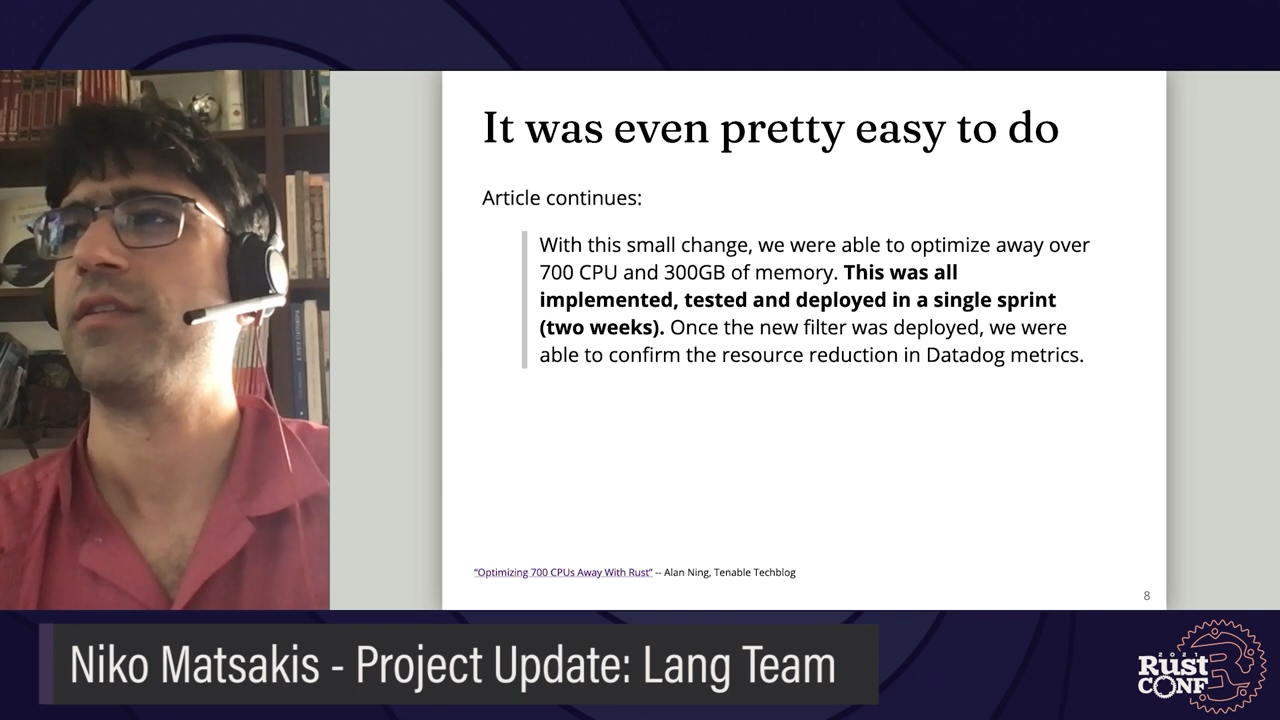 It was even pretty easy to do
Article continues:
With this small change, we were able to optimize away over
700 CPU and 300GB of memory. This was all
implemented, tested and deployed in a single sprint
(two weeks). Once the new filter was deployed, we were
able to confirm the resource reduction in Datadog metrics.
"Optimizing 700 CPUs Away With Rust" -- Alan Ning, Tenable Techblog
8
Niko Matsakis - Project Update: Lang Team
Rust
CONF